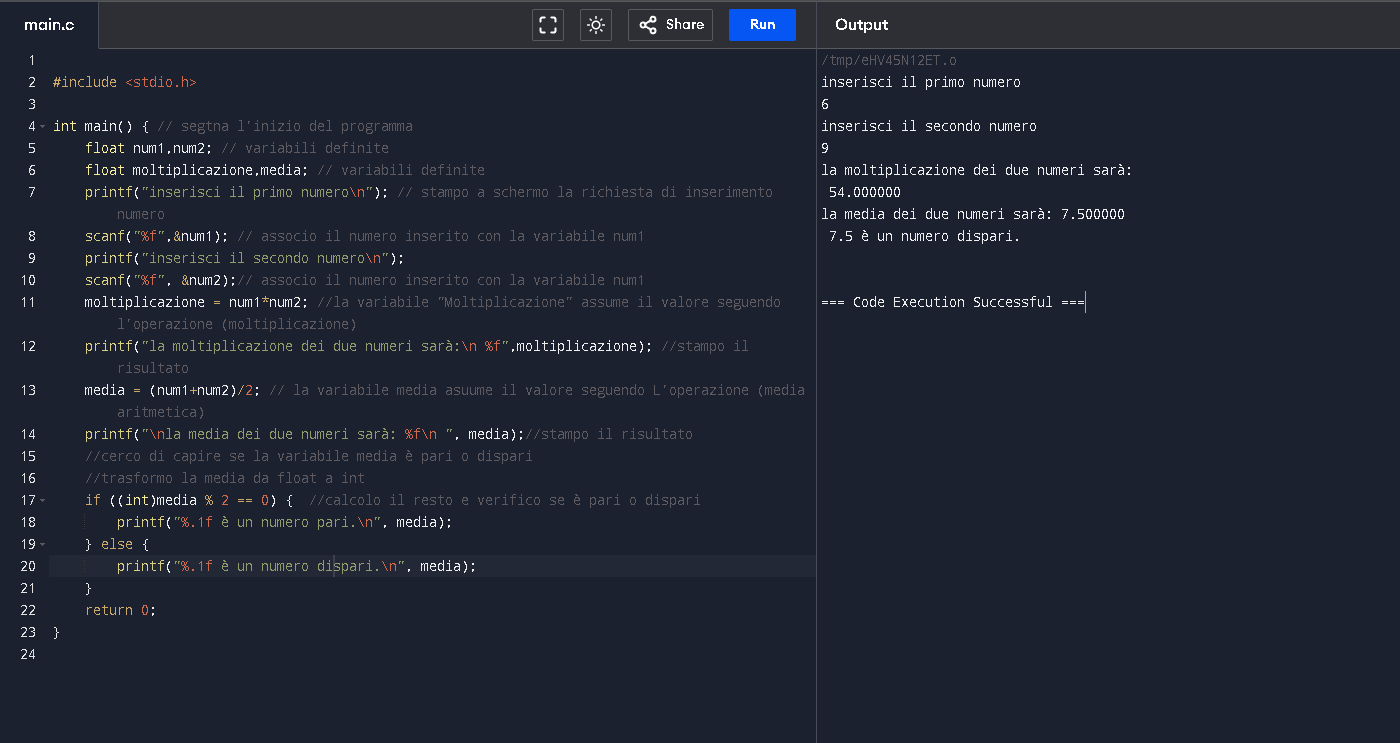 main.c
Share
Run
Output
1
2 #include <stdio.h>
3
4 int main() { // segtna l'inizio del programma
5 float num1,num2; // variabili definite
6 float moltiplicazione,media; // variabili definite
7 printf("inserisci il primo numero\n"); // stampo a schermo la richiesta di inserimento
numero
8 scanf("%f",&num1); // associo il numero inserito con la variabile num1
9 printf("inserisci il secondo numero\n");
10 scanf("%f", &num2);// associo il numero inserito con la variabile num1
11 moltiplicazione = num1*num2; //la variabile "Moltiplicazione" assume il valore seguendo
l'operazione (moltiplicazione)
12 printf("la moltiplicazione dei due numeri sarà:\n %f",moltiplicazione); //stampo il
risultato
13 media = (num1+num2)/2; // la variabile media asuume il valore seguendo L'operazione (media
aritmetica)
14 printf("\nla media dei due numeri sarà: %f\n ", media);//stampo il risultato
15 //cerco di capire se la variabile media è pari o dispari
16 //trasformo la media da float a int
17 if ((int)media % 2 == 0) {  //calcolo il resto e verifico se è pari o dispari
18 printf("%.1f è un numero pari.\n", media);
19 } else {
20 printf("%.1f è un numero dispari.\n", media);
21 }
22 return 0;
23 }
24
/tmp/eHV45N12ET.o
inserisci il primo numero
6
inserisci il secondo numero
9
la moltiplicazione dei due numeri sarà:
54.000000
la media dei due numeri sarà: 7.500000
7.5 è un numero dispari.
=== Code Execution Successful ===